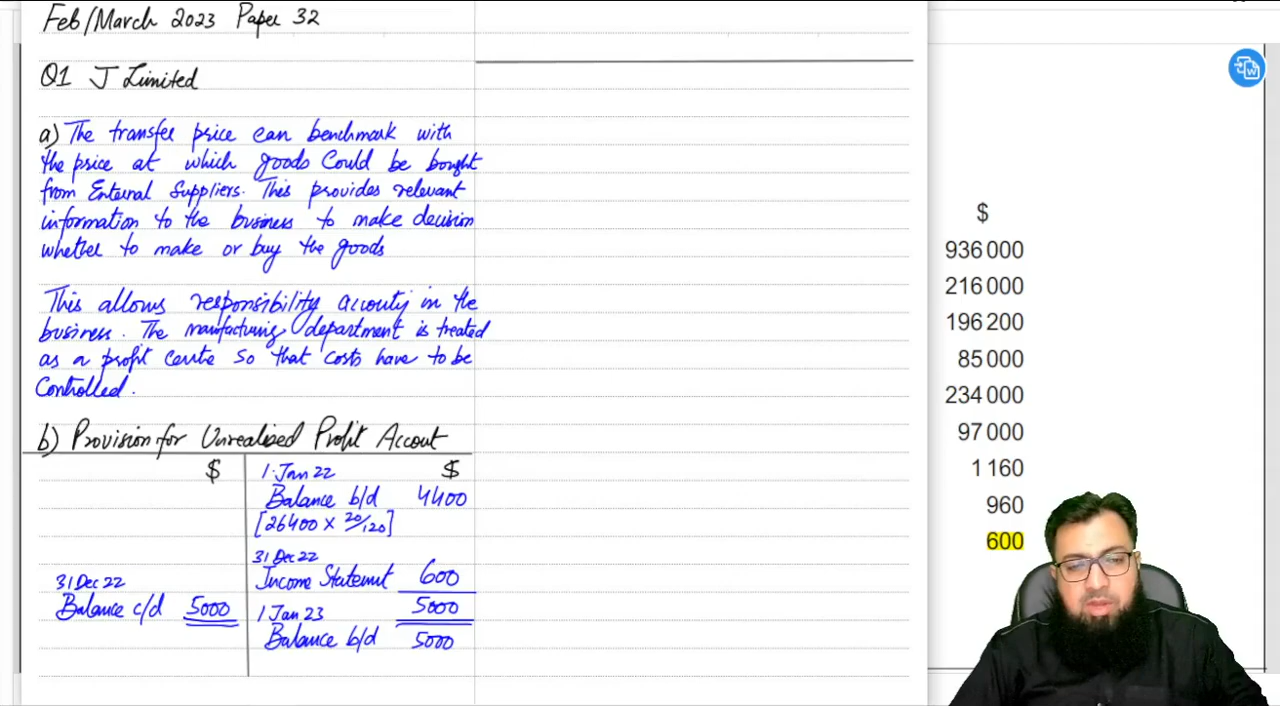 Feb/March 2023 Paper 32
Q1 J Limited
a) The transfer price can benchmark with
the price at which goods Could be bought
from External Suppliers. This provides relevant
information to the business to make decision
whether to make or buy the goods
This allows responsibility accouty in the
business. The manfacturing department is treated
as a profit centre so that costs have to be
Controlled.
b) Provision for Unrealised Profit Accout
$
31 Dec 22
Balance c/d 5000
1 Jan 22 $
Balance b/d 4400
[26400 x 20/120]
31 Dec 22
Income Statemnt 600
5000
1 Jan 23
Balance b/d 5000
$
936 000
216 000
196 200
85 000
234 000
97 000
1 160
960
600
W